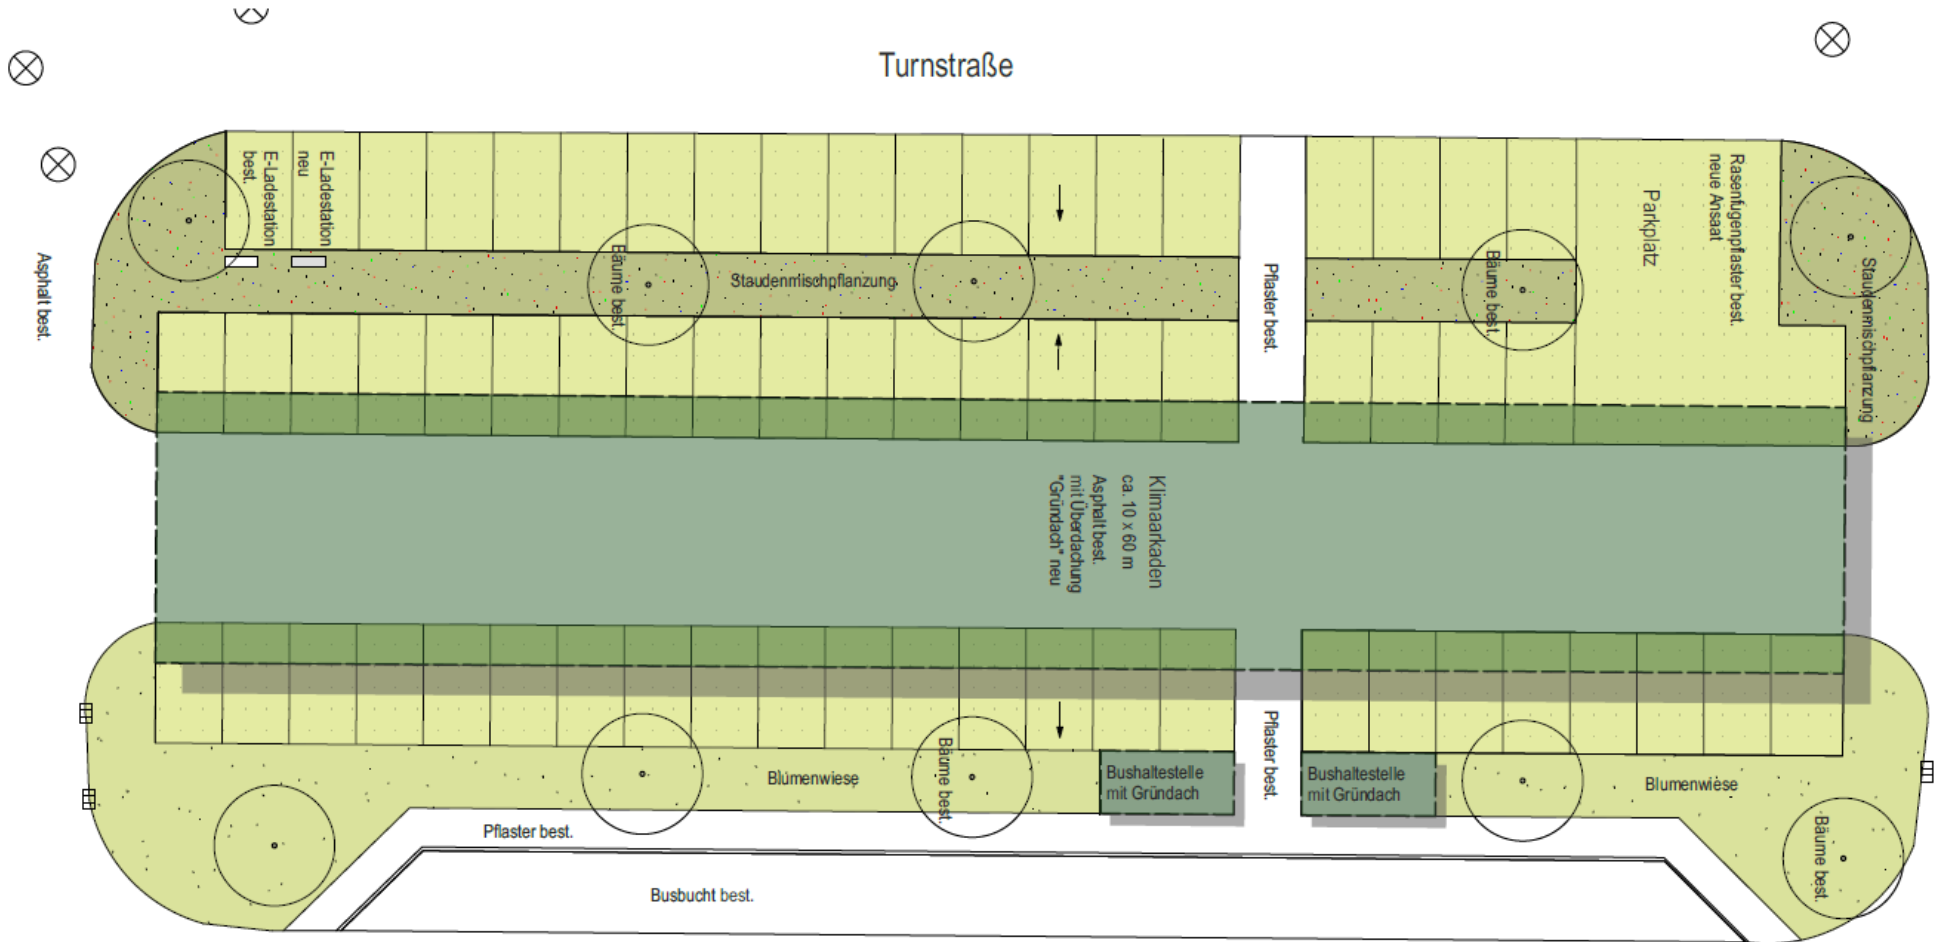 Turnstraße
E-Ladestation
best.
E-Ladestation
neu
Rasenfugenpflaster best.
neue Ansaat
Parkplatz
Asphalt best.
Bäume best.
Staudenmischpflanzung
Pflaster best.
Bäume best.
Staudenmischpflanzung
Klimaarkaden
ca. 10 x 60 m
Asphalt best.
mit Überdachung
"Gründach" neu
Blumenwiese
Bäume best.
Bushaltestelle
mit Gründach
Pflaster best.
Bushaltestelle
mit Gründach
Blumenwiese
Pflaster best.
Bäume best.
Busbucht best.